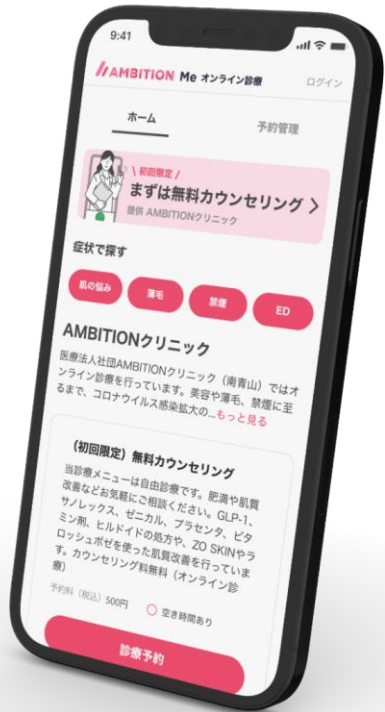 9:41
AMBITION Me オンライン診療
ログイン
ホーム
予約管理
\ 初回限定 /
まずは無料カウンセリング >
提供 AMBITIONクリニック
症状で探す
肌の悩み
薄毛
禁煙
ED
AMBITIONクリニック
医療法人社団AMBITIONクリニック（南青山）ではオ
ンライン診療を行っています。美容や薄毛、禁煙に至
るまで、コロナウイルス感染拡大の...もっと見る
（初回限定）無料カウンセリング
当診療メニューは自由診療です。肥満や肌質
改善などお気軽にご相談ください。GLP-1、
サノレックス、ゼニカル、プラセンタ、ビタ
ミン剤、ヒルドイドの処方や、ZO SKINやラ
ロッシュポゼを使った肌質改善を行っていま
す。カウンセリング料無料（オンライン診
療）
予約料（税込）500円
空き時間あり
診療予約